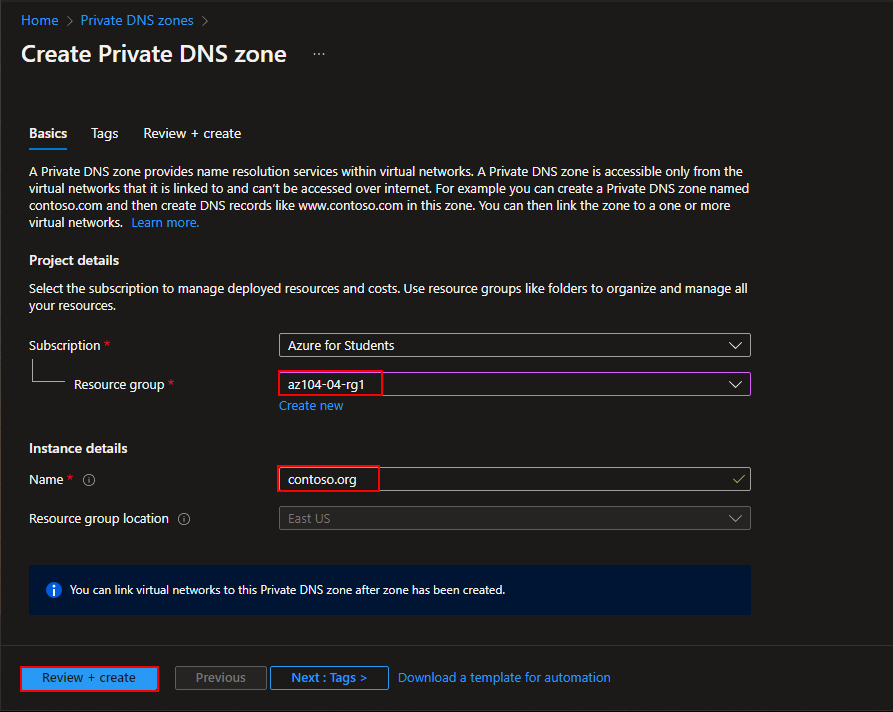 Home > Private DNS zones >
Create Private DNS zone ...
Basics Tags Review + create
A Private DNS zone provides name resolution services within virtual networks. A Private DNS zone is accessible only from the
virtual networks that it is linked to and can't be accessed over internet. For example you can create a Private DNS zone named
contoso.com and then create DNS records like www.contoso.com in this zone. You can then link the zone to a one or more
virtual networks. Learn more.
Project details
Select the subscription to manage deployed resources and costs. Use resource groups like folders to organize and manage all
your resources.
Subscription * Azure for Students
Resource group * az104-04-rg1
Create new
Instance details
Name * contoso.org
Resource group location East US
You can link virtual networks to this Private DNS zone after zone has been created.
Review + create Previous Next : Tags > Download a template for automation